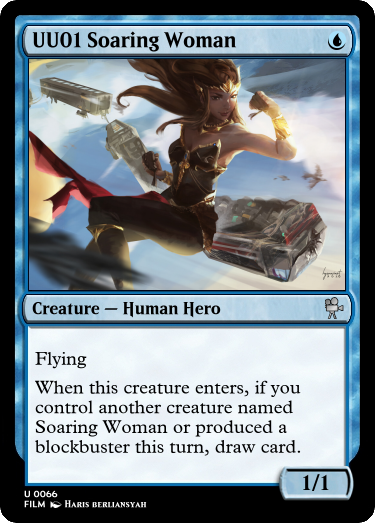 UU01 Soaring Woman
Creature — Human Hero
Flying
When this creature enters, if you
control another creature named
Soaring Woman or produced a
blockbuster this turn, draw card.
1/1
U 0066
FILM HARIS BERLIANSYAH